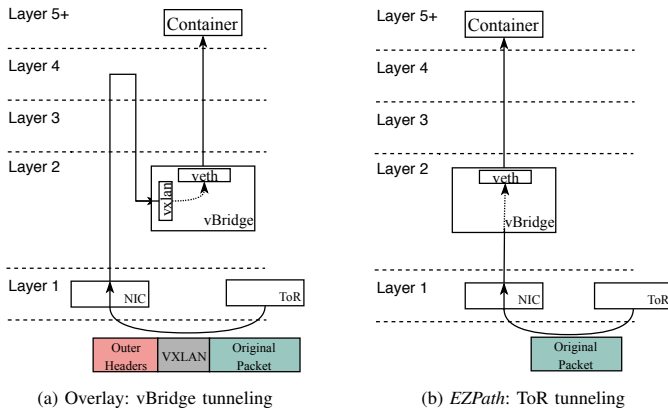 Layer 5+
Container
Layer 4
Layer 3
Layer 2
veth
vxlan
vBridge
Layer 1
NIC
ToR
Outer
Headers
VXLAN
Original
Packet
(a) Overlay: vBridge tunneling
Layer 5+
Container
Layer 4
Layer 3
Layer 2
veth
vBridge
Layer 1
NIC
ToR
Original
Packet
(b) EZPath: ToR tunneling